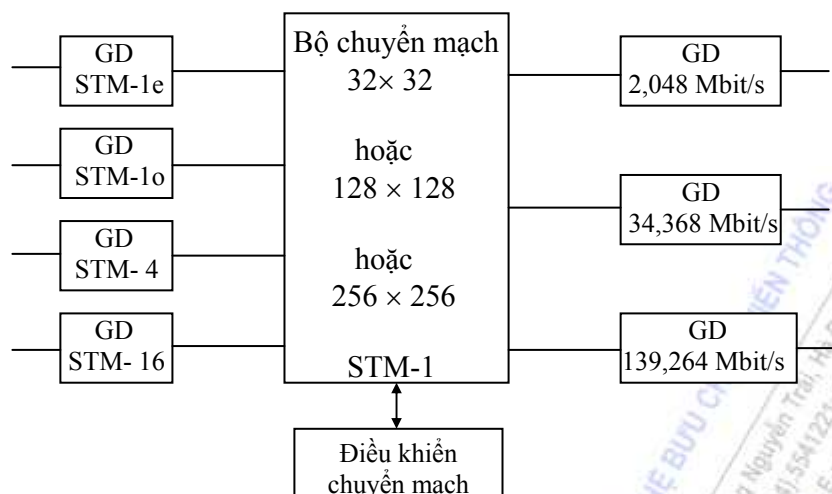 GD
STM-1e
GD
STM-1o
GD
STM- 4
GD
STM- 16
Bộ chuyển mạch
32× 32
hoặc
128 × 128
hoặc
256 × 256
STM-1
GD
2,048 Mbit/s
GD
34,368 Mbit/s
GD
139,264 Mbit/s
Điều khiển
chuyển mạch